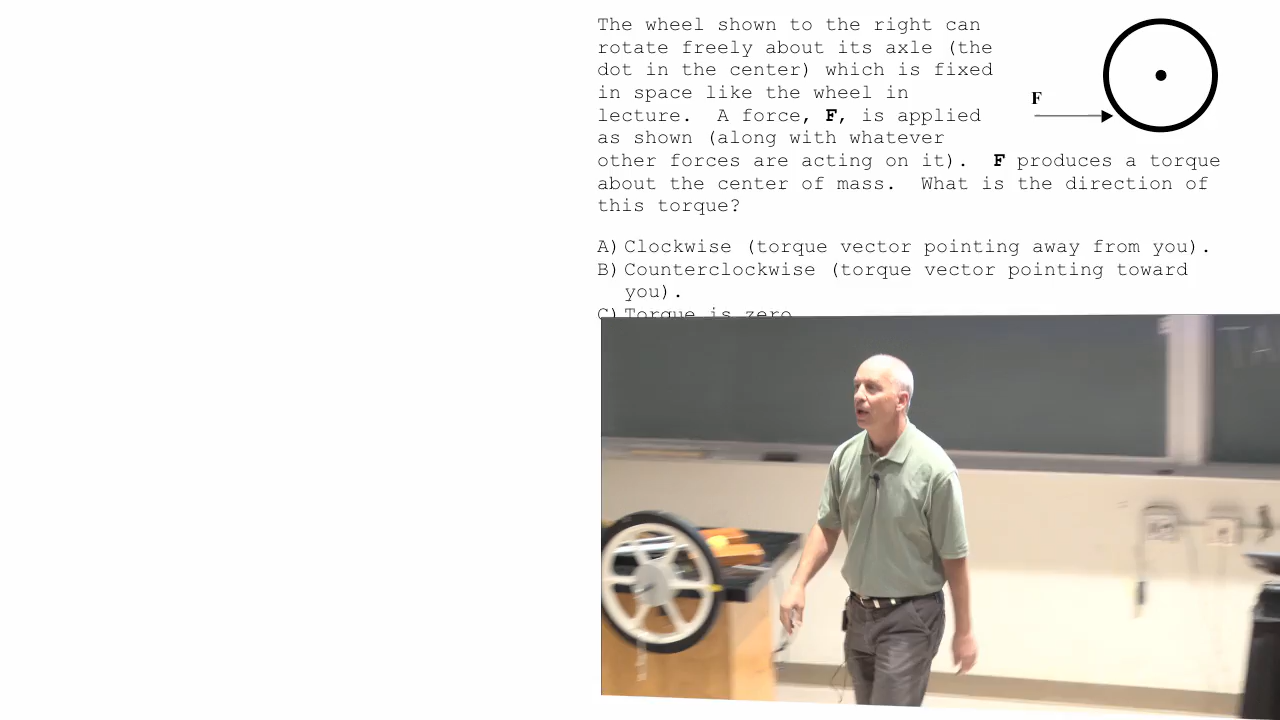 The wheel shown to the right can
rotate freely about its axle (the
dot in the center) which is fixed
in space like the wheel in
lecture.  A force, F, is applied
as shown (along with whatever
other forces are acting on it).  F produces a torque
about the center of mass.  What is the direction of
this torque?
F
A) Clockwise (torque vector pointing away from you).
B) Counterclockwise (torque vector pointing toward
you).
C) Torque is zero